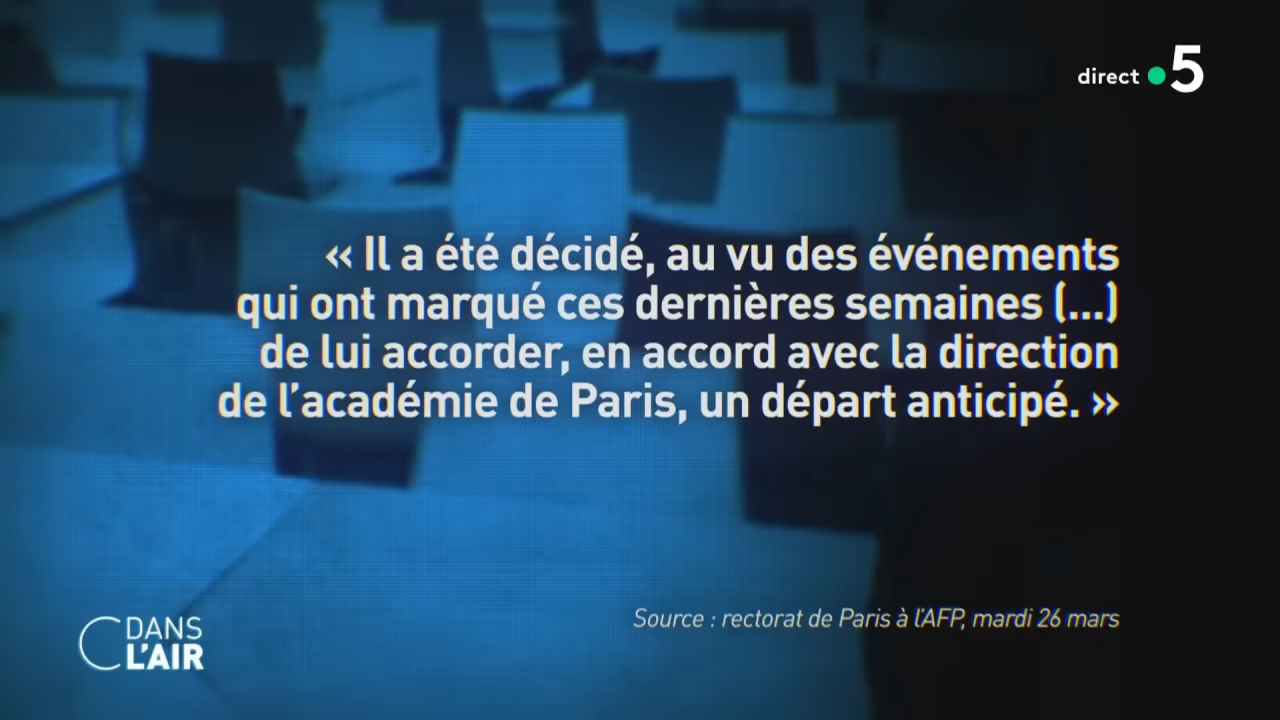 direct 5
« Il a été décidé, au vu des événements
qui ont marqué ces dernières semaines (...)
de lui accorder, en accord avec la direction
de l'académie de Paris, un départ anticipé. »
Source : rectorat de Paris à l'AFP, mardi 26 mars
C DANS
L'AIR